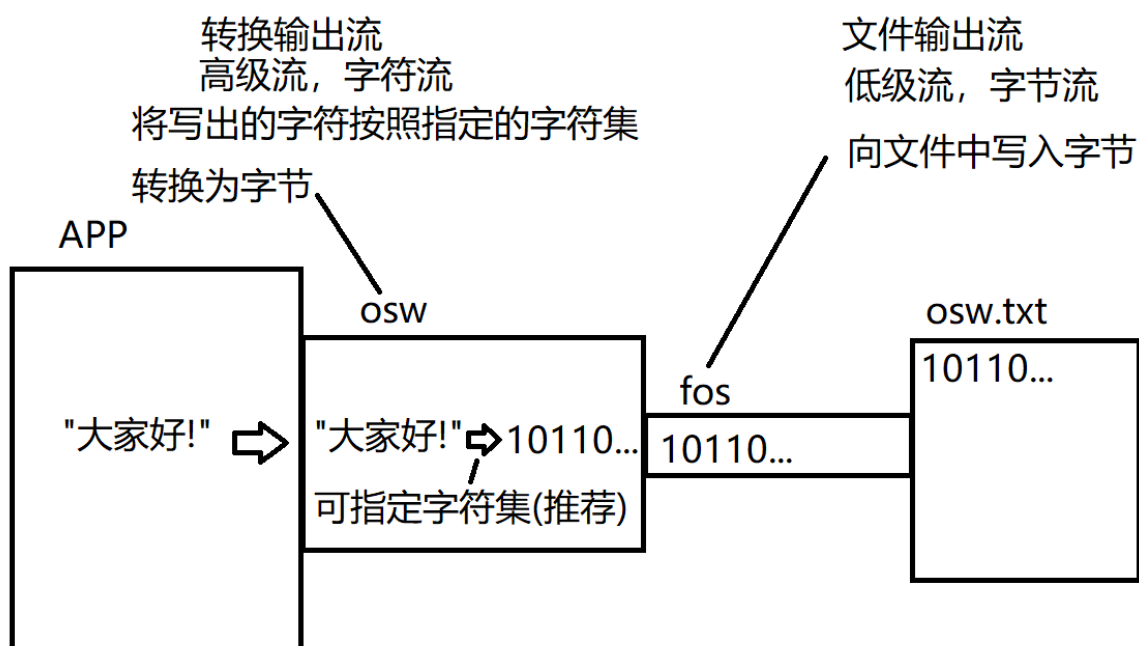 转换输出流
高级流，字符流
将写出的字符按照指定的字符集
转换为字节
文件输出流
低级流，字节流
向文件中写入字节
APP
osw
osw.txt
10110...
fos
"大家好!"
"大家好!"
10110...
10110...
可指定字符集(推荐)